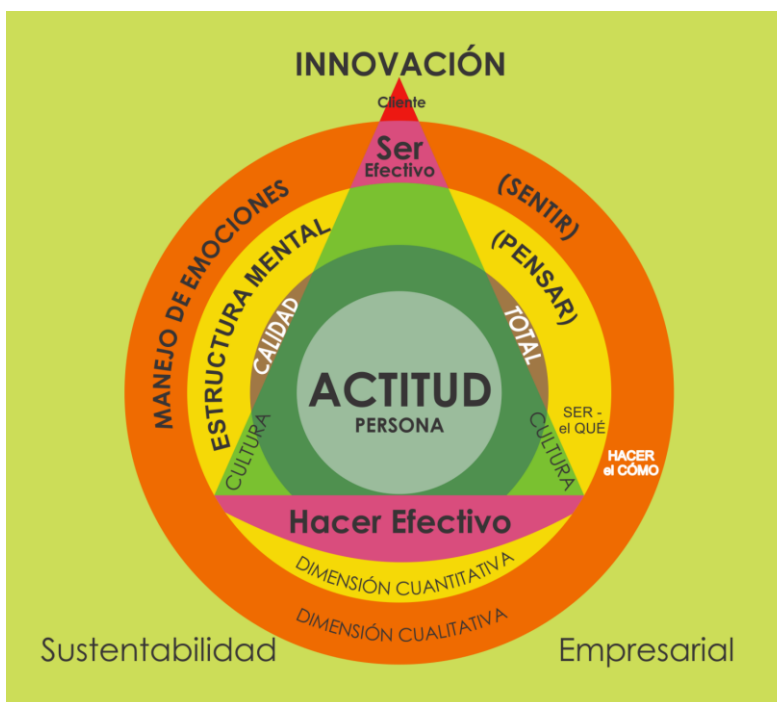 INNOVACIÓN
Cliente
Ser
Efectivo
MANEJO DE EMOCIONES
(SENTIR)
ESTRUCTURA MENTAL
(PENSAR)
CALIDAD
TOTAL
ACTITUD
PERSONA
CULTURA
CULTURA
SER -
el QUÉ
HACER
el CÓMO
Hacer Efectivo
DIMENSIÓN CUANTITATIVA
DIMENSIÓN CUALITATIVA
Sustentabilidad
Empresarial